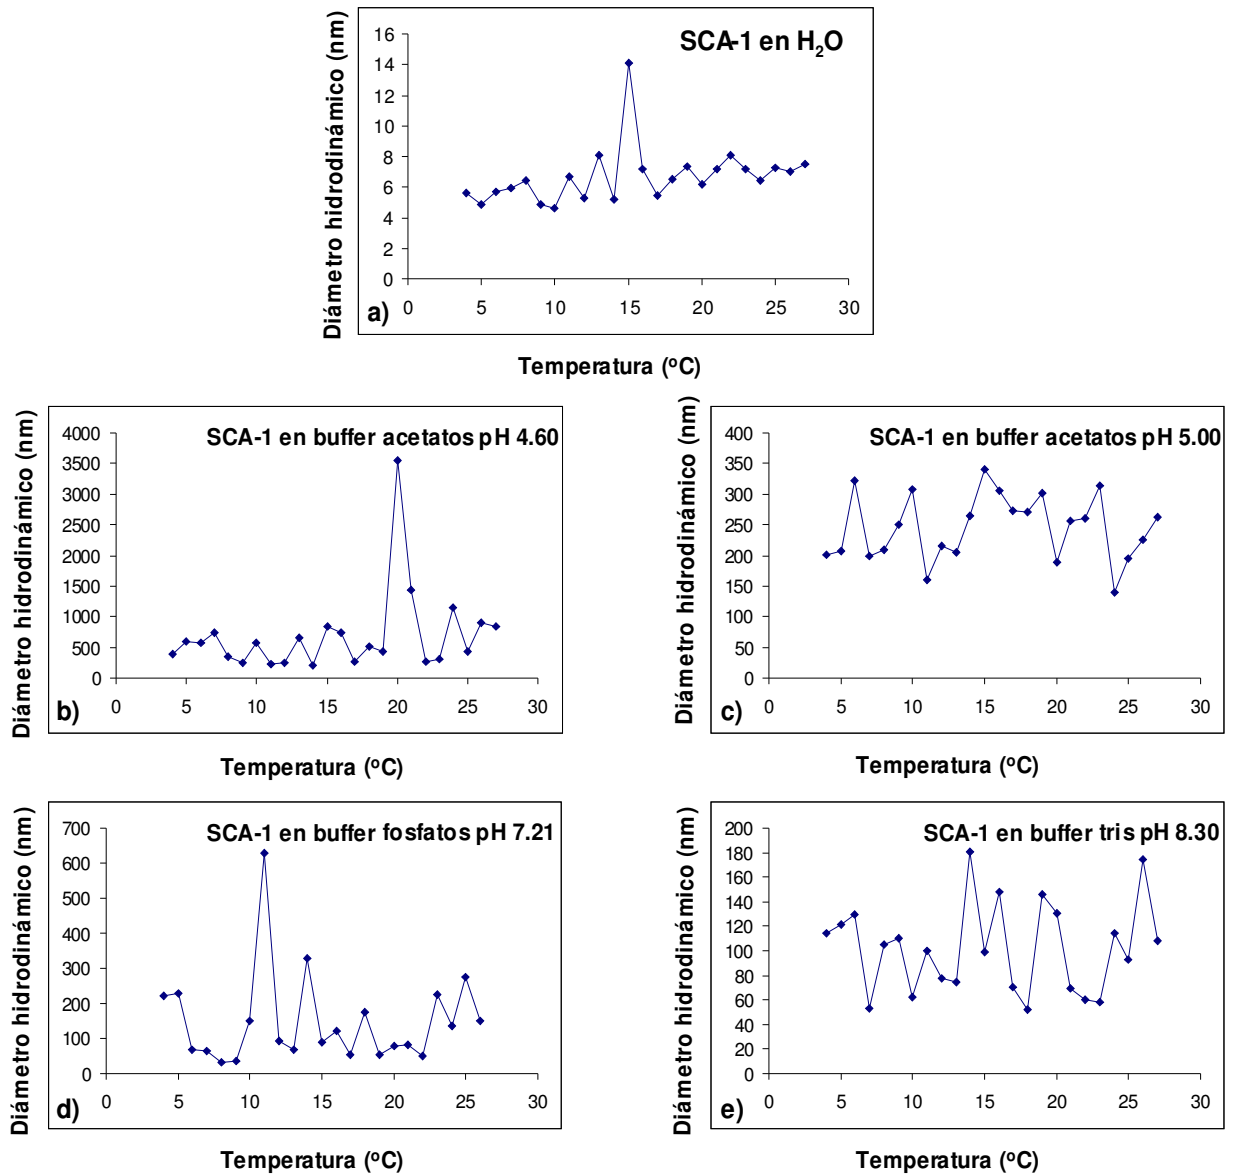 SCA-1 en H2O
Diámetro hidrodinámico (nm)
16
14
12
10
8
6
4
2
0
0 5 10 15 20 25 30
a)
Temperatura (ºC)
SCA-1 en buffer acetatos pH 4.60
Diámetro hidrodinámico (nm)
4000
3500
3000
2500
2000
1500
1000
500
0
0 5 10 15 20 25 30
b)
Temperatura (ºC)
SCA-1 en buffer acetatos pH 5.00
Diámetro hidrodinámico (nm)
400
350
300
250
200
150
100
50
0
0 5 10 15 20 25 30
c)
Temperatura (ºC)
SCA-1 en buffer fosfatos pH 7.21
Diámetro hidrodinámico (nm)
700
600
500
400
300
200
100
0
0 5 10 15 20 25 30
d)
Temperatura (ºC)
SCA-1 en buffer tris pH 8.30
Diámetro hidrodinámico (nm)
200
180
160
140
120
100
80
60
40
20
0
0 5 10 15 20 25 30
e)
Temperatura (ºC)